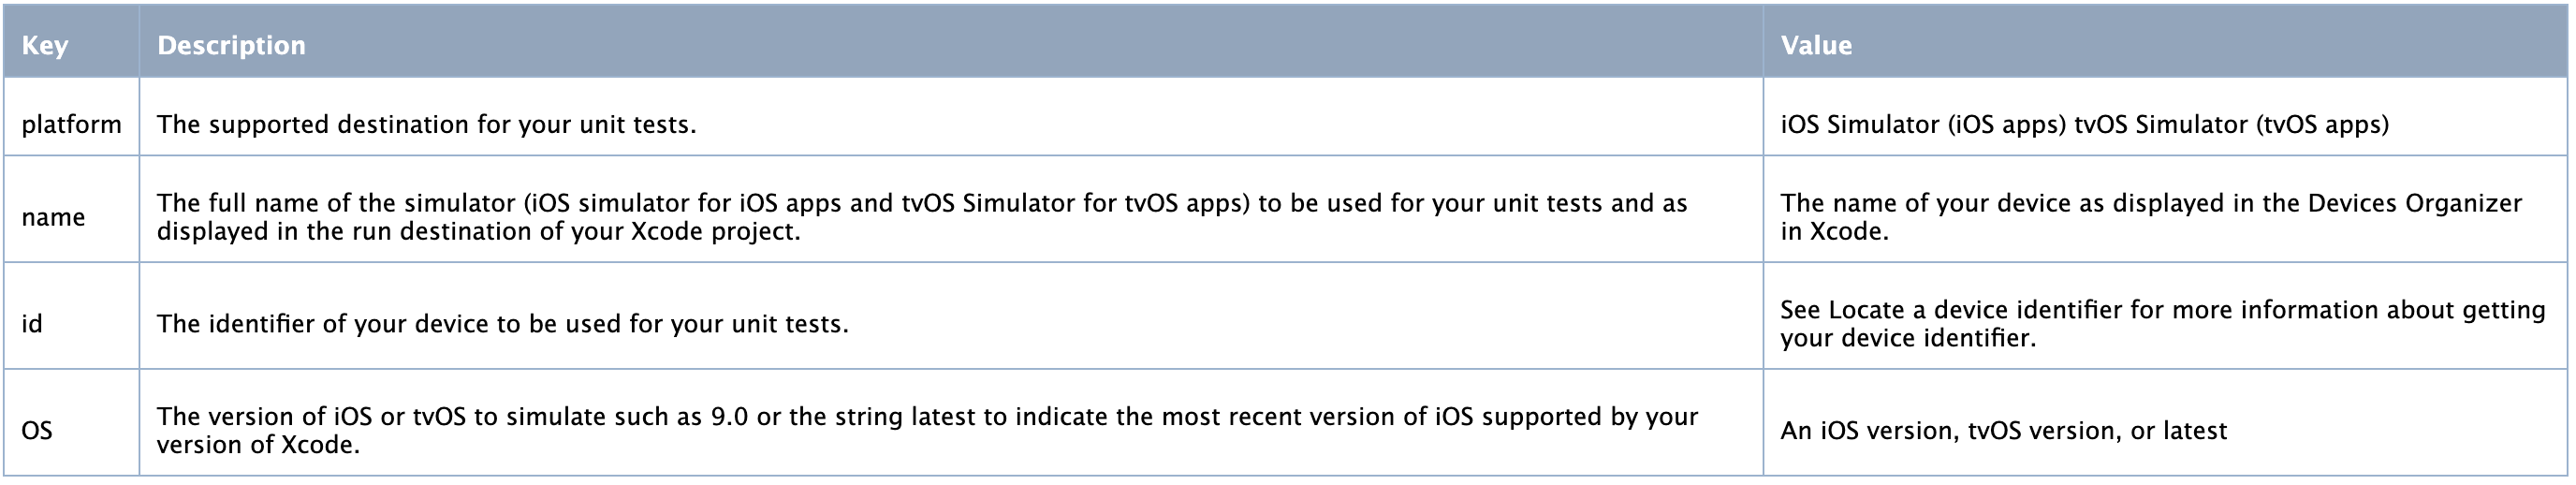 Key Description Value
platform The supported destination for your unit tests. iOS Simulator (iOS apps) tvOS Simulator (tvOS apps)
name The full name of the simulator (iOS simulator for iOS apps and tvOS Simulator for tvOS apps) to be used for your unit tests and as
displayed in the run destination of your Xcode project.
The name of your device as displayed in the Devices Organizer
in Xcode.
id The identifier of your device to be used for your unit tests.
See Locate a device identifier for more information about getting
your device identifier.
OS The version of iOS or tvOS to simulate such as 9.0 or the string latest to indicate the most recent version of iOS supported by your
version of Xcode.
An iOS version, tvOS version, or latest